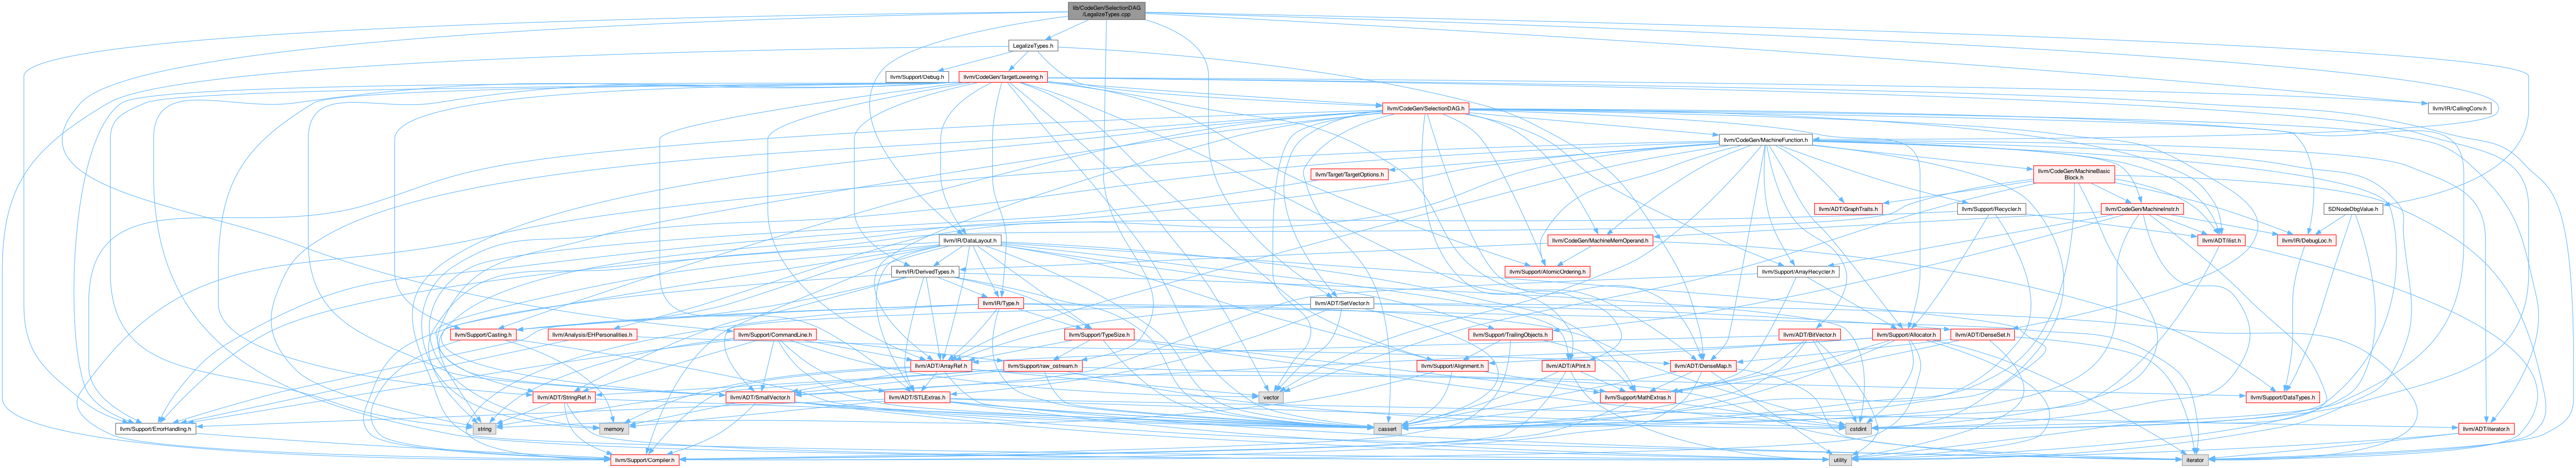 lib/CodeGen/SelectionDAG
/LegalizeTypes.cpp
LegalizeTypes.h
llvm/Support/Debug.h
llvm/CodeGen/TargetLowering.h
llvm/CodeGen/SelectionDAG.h
llvm/IR/CallingConv.h
llvm/CodeGen/MachineFunction.h
llvm/Target/TargetOptions.h
llvm/CodeGen/MachineBasic
Block.h
llvm/ADT/GraphTraits.h
llvm/Support/Recycler.h
llvm/CodeGen/MachineInstr.h
SDNodeDbgValue.h
llvm/IR/DataLayout.h
llvm/CodeGen/MachineMemOperand.h
llvm/ADT/ilist.h
llvm/IR/DebugLoc.h
llvm/IR/DerivedTypes.h
llvm/Support/AtomicOrdering.h
llvm/Support/ArrayRecycler.h
llvm/IR/Type.h
llvm/ADT/SetVector.h
llvm/Support/Casting.h
llvm/Analysis/EHPersonalities.h
llvm/Support/CommandLine.h
llvm/Support/TypeSize.h
llvm/Support/TrailingObjects.h
llvm/ADT/BitVector.h
llvm/Support/Allocator.h
llvm/ADT/DenseSet.h
llvm/ADT/ArrayRef.h
llvm/Support/raw_ostream.h
llvm/Support/Alignment.h
llvm/ADT/APInt.h
llvm/ADT/DenseMap.h
llvm/ADT/StringRef.h
llvm/ADT/SmallVector.h
llvm/ADT/STLExtras.h
vector
llvm/Support/MathExtras.h
llvm/Support/DataTypes.h
llvm/Support/ErrorHandling.h
string
memory
cassert
cstdint
llvm/ADT/iterator.h
llvm/Support/Compiler.h
utility
iterator